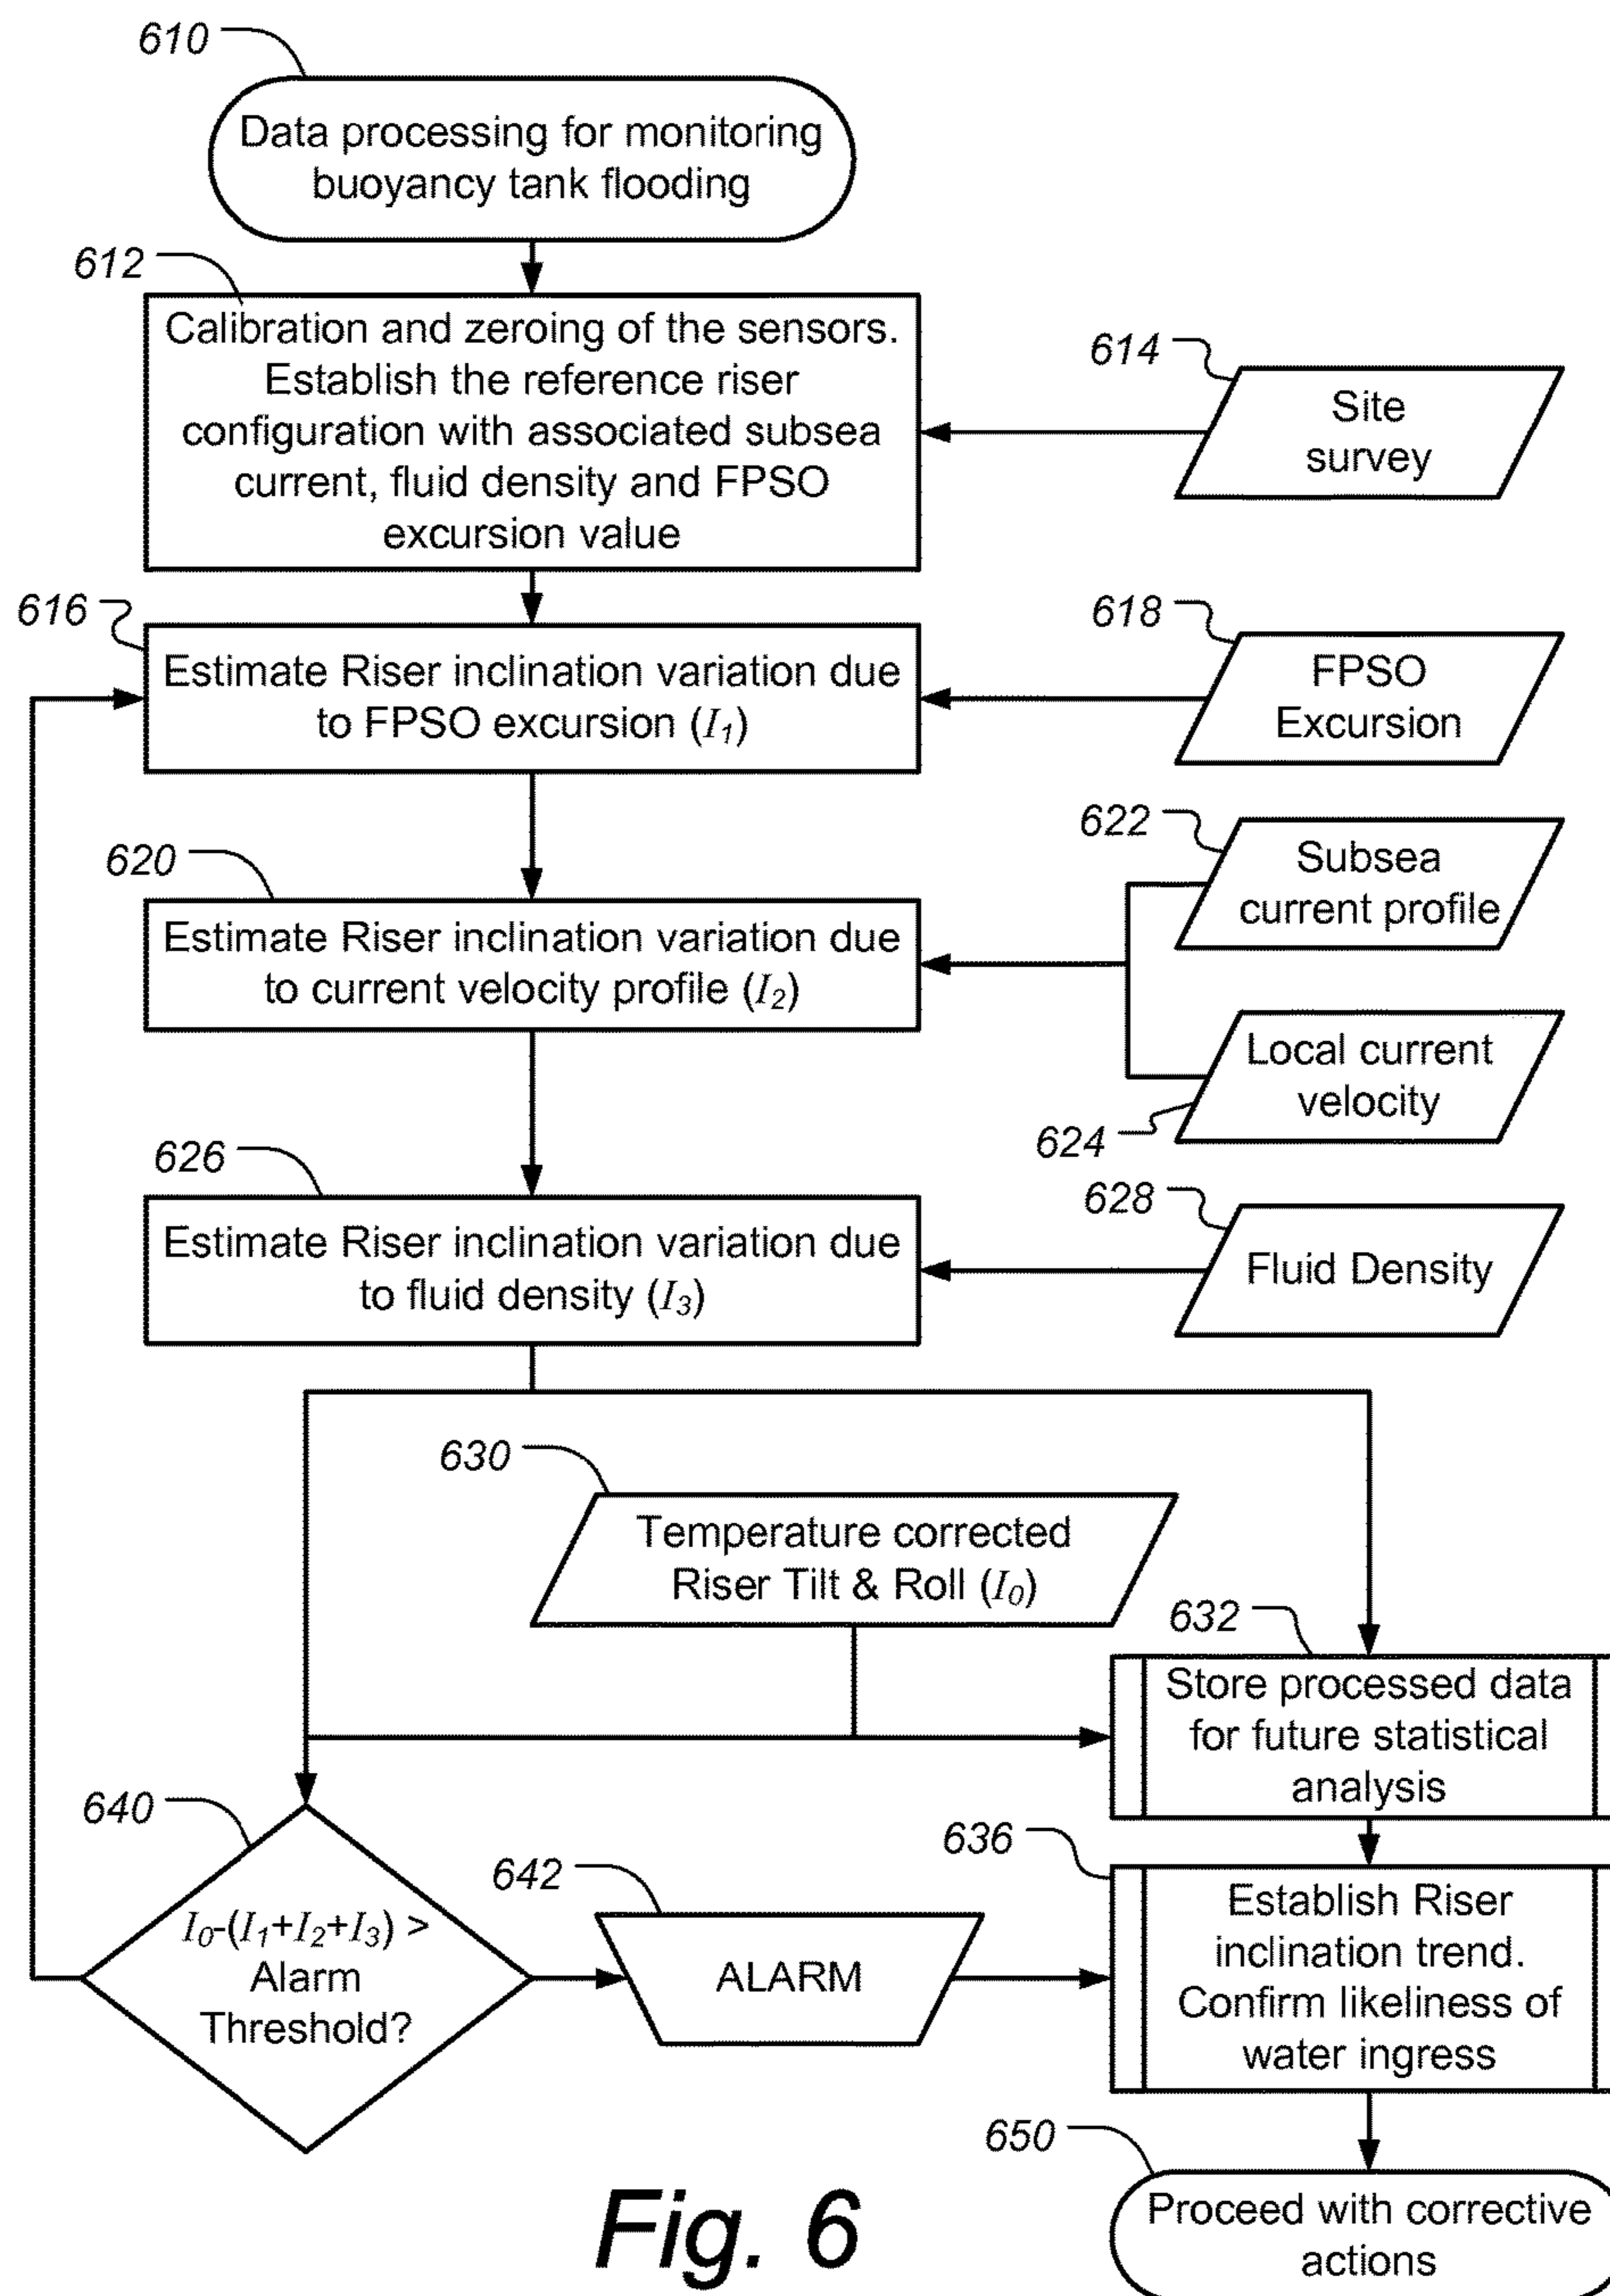 610
Data processing for monitoring
buoyancy tank flooding
612
Calibration and zeroing of the sensors.
Establish the reference riser
configuration with associated subsea
current, fluid density and FPSO
excursion value
614
Site
survey
616
Estimate Riser inclination variation due
to FPSO excursion (I₁)
618
FPSO
Excursion
620
Estimate Riser inclination variation due
to current velocity profile (I₂)
622
Subsea
current profile
Local current
velocity
624
626
Estimate Riser inclination variation due
to fluid density (I₃)
628
Fluid Density
630
Temperature corrected
Riser Tilt & Roll (I₀)
632
Store processed data
for future statistical
analysis
640
I₀-(I₁+I₂+I₃) >
Alarm
Threshold?
642
ALARM
636
Establish Riser
inclination trend.
Confirm likeliness of
water ingress
650
Proceed with corrective
actions
Fig. 6